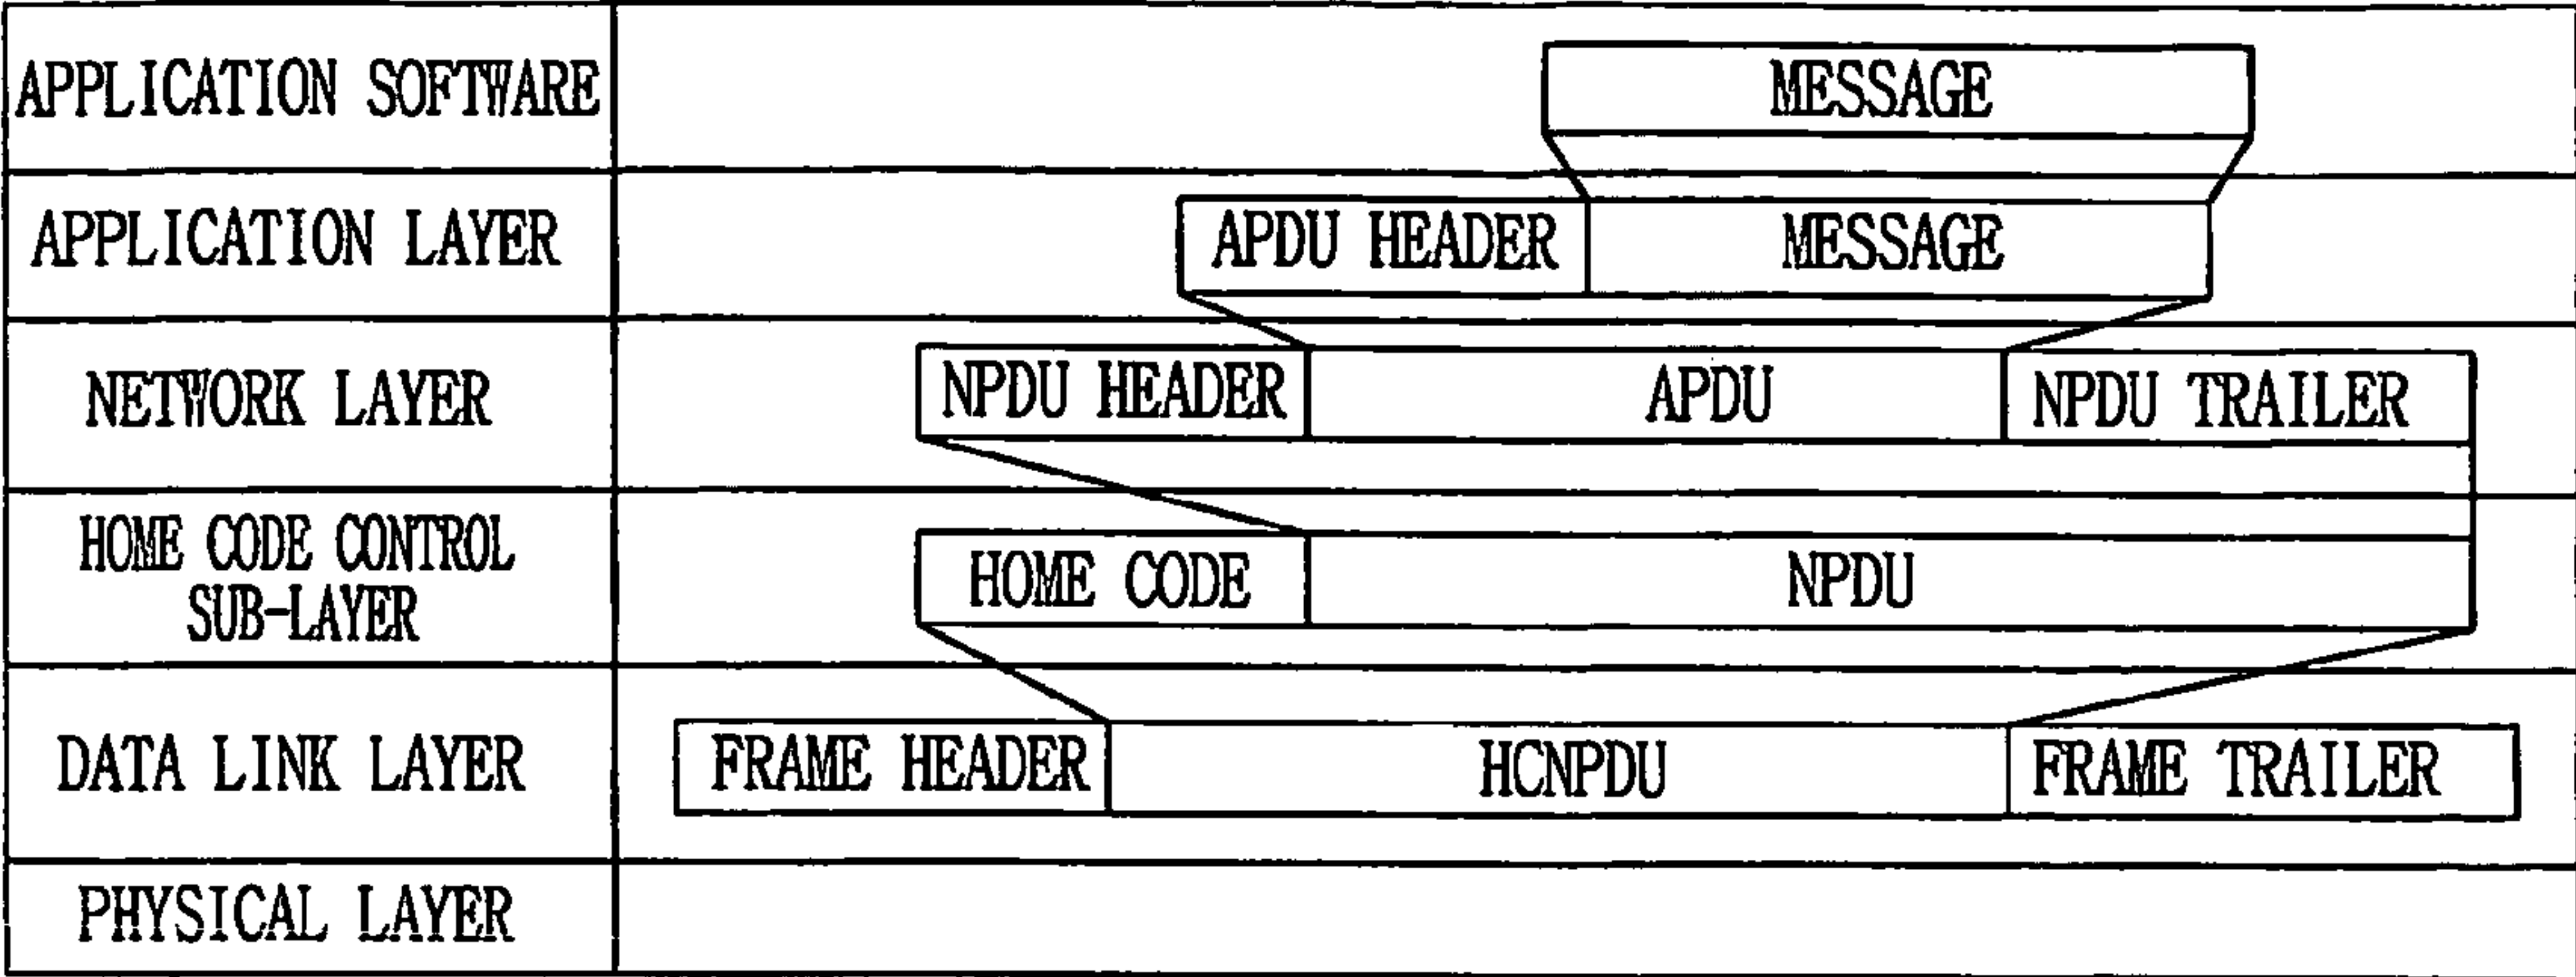 APPLICATION SOFTWARE
MESSAGE
APPLICATION LAYER
APDU HEADER
MESSAGE
NETWORK LAYER
NPDU HEADER
APDU
NPDU TRAILER
HOME CODE CONTROL
SUB-LAYER
HOME CODE
NPDU
DATA LINK LAYER
FRAME HEADER
HCNPDU
FRAME TRAILER
PHYSICAL LAYER